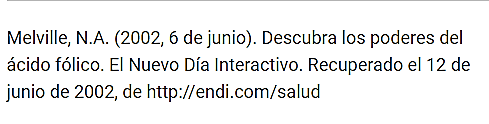 Melville, N.A. (2002, 6 de junio). Descubra los poderes del
ácido fólico. El Nuevo Día Interactivo. Recuperado el 12 de
junio de 2002, de http://endi.com/salud